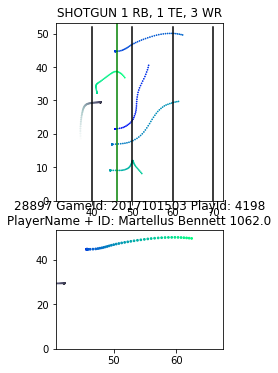 SHOTGUN 1 RB, 1 TE, 3 WR
50
40
30
20
10
0
40 50 60 70
28897 GameId: 2017101503 PlayId: 4198
PlayerName + ID: Martellus Bennett 1062.0
40
20
0
50 60